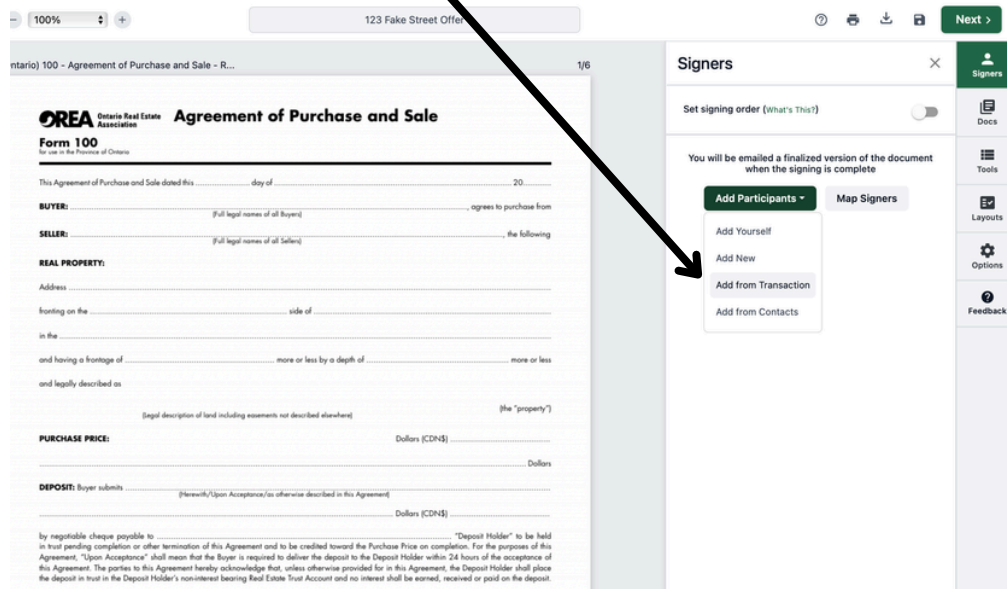 100%
123 Fake Street Offer
Next >
ntario) 100 - Agreement of Purchase and Sale - R...
1/6
OREA Ontario Real Estate Association
Agreement of Purchase and Sale
Form 100
for use in the Province of Ontario
This Agreement of Purchase and Sale dated this ........ day of ........ 20........
BUYER: ........, agrees to purchase from
(Full legal names of all Buyers)
SELLER: ........, the following
(Full legal names of all Sellers)
REAL PROPERTY:
Address ........
fronting on the ........ side of ........
in the ........
and having a frontage of ........ more or less by a depth of ........ more or less
and legally described as
(the "property")
(Legal description of land including easements not described elsewhere)
PURCHASE PRICE: Dollars (CDN$) ........
........ Dollars
DEPOSIT: Buyer submits ........
(Herewith/Upon Acceptance/as otherwise described in this Agreement)
........ Dollars (CDN$) ........
by negotiable cheque payable to ........ "Deposit Holder" to be held
in trust pending completion or other termination of this Agreement and to be credited toward the Purchase Price on completion. For the purposes of this
Agreement, "Upon Acceptance" shall mean that the Buyer is required to deliver the deposit to the Deposit Holder within 24 hours of the acceptance of
this Agreement. The parties to this Agreement hereby acknowledge that, unless otherwise provided for in this Agreement, the Deposit Holder shall place
the deposit in trust in the Deposit Holder's non-interest bearing Real Estate Trust Account and no interest shall be earned, received or paid on the deposit.
Signers
Set signing order (What's This?)
You will be emailed a finalized version of the document
when the signing is complete
Add Participants
Map Signers
Add Yourself
Add New
Add from Transaction
Add from Contacts
Signers
Docs
Tools
Layouts
Options
Feedback